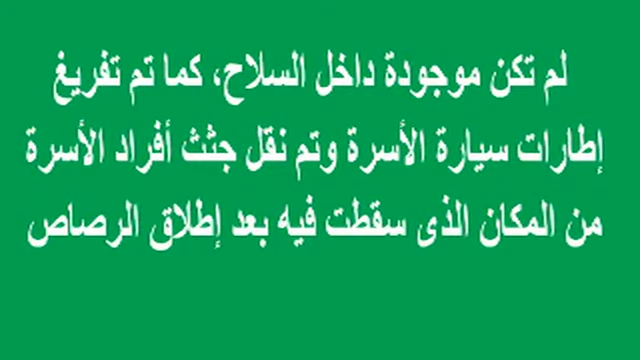 لم تكن موجودة داخل السلاح، كما تم تفريغ
إطارات سيارة الأسرة وتم نقل جثث أفراد الأسرة
من المكان الذى سقطت فيه بعد إطلاق الرصاص